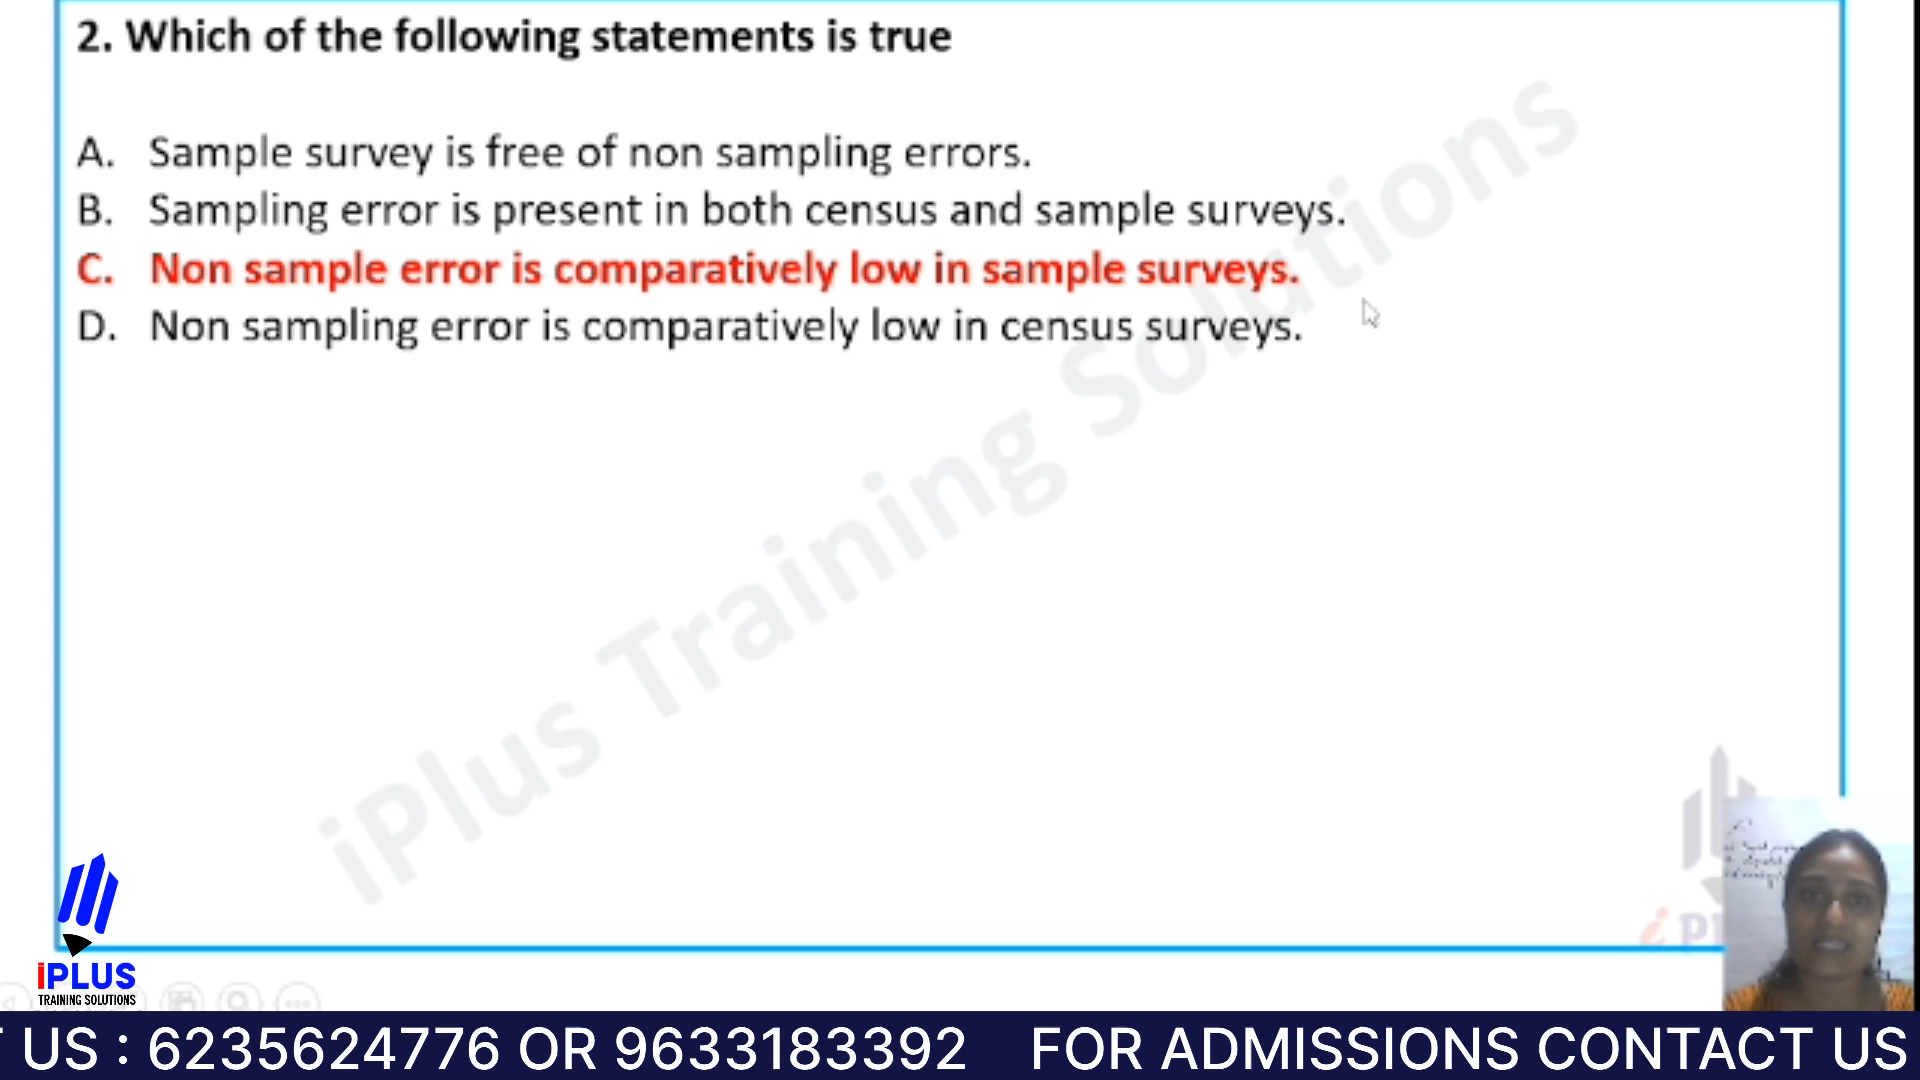 2. Which of the following statements is true
A. Sample survey is free of non sampling errors.
B. Sampling error is present in both census and sample surveys.
C. Non sample error is comparatively low in sample surveys.
D. Non sampling error is comparatively low in census surveys.
iPlus Training Solutions
iPLUS
TRAINING SOLUTIONS
US : 6235624776 OR 9633183392 FOR ADMISSIONS CONTACT US